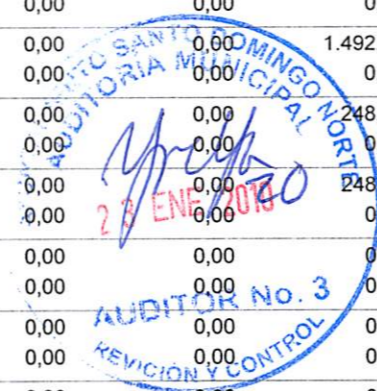 0,00 0,00 0
0,00 0,00 1.492
0,00 0,00 0
0,00 0,00 248
0,00 0,00 0
0,00 0,00 248
0,00 0,00 0
0,00 0,00 0
0,00 0,00 0
0,00 0,00 0
0,00 0,00 0
SANTO DOMINGO NORTE
AUDITORIA MUNICIPAL
23 ENE 2019
20
AUDITOR No. 3
REVICION Y CONTROL